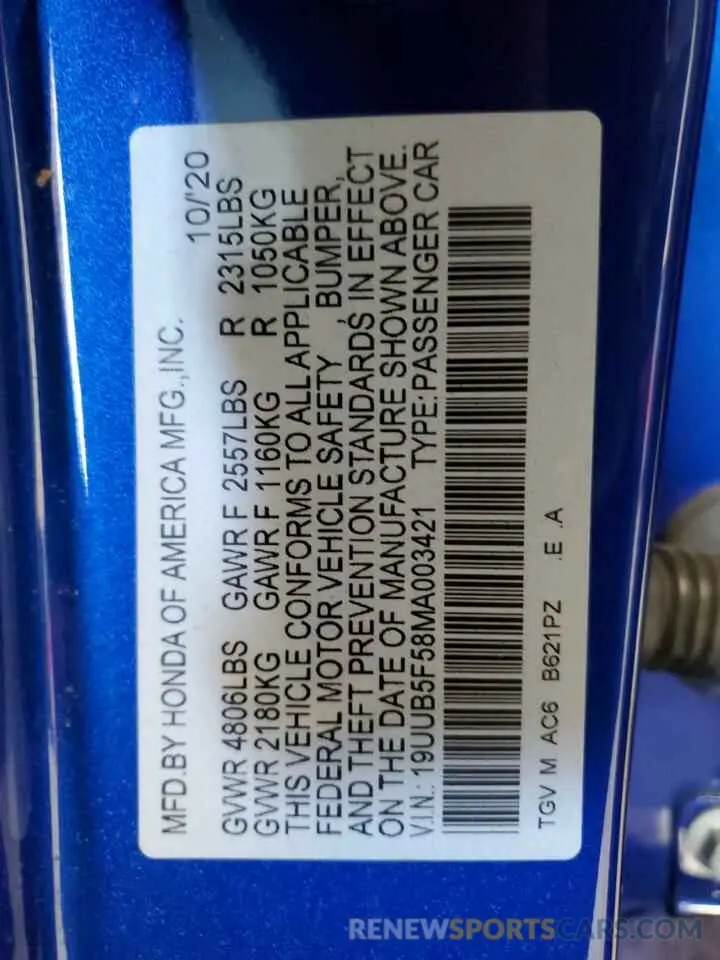 MFD.BY HONDA OF AMERICA MFG.,INC. 10/'20
GVWR 4806LBS GAWR F 2557LBS R 2315LBS
GVWR 2180KG GAWR F 1160KG R 1050KG
THIS VEHICLE CONFORMS TO ALL APPLICABLE
FEDERAL MOTOR VEHICLE SAFETY, BUMPER,
AND THEFT PREVENTION STANDARDS IN EFFECT
ON THE DATE OF MANUFACTURE SHOWN ABOVE.
V.I.N.: 19UUB5F58MA003421 TYPE:PASSENGER CAR
TGV M AC6 B621PZ .E .A
RENEWSPORTSCARS.COM